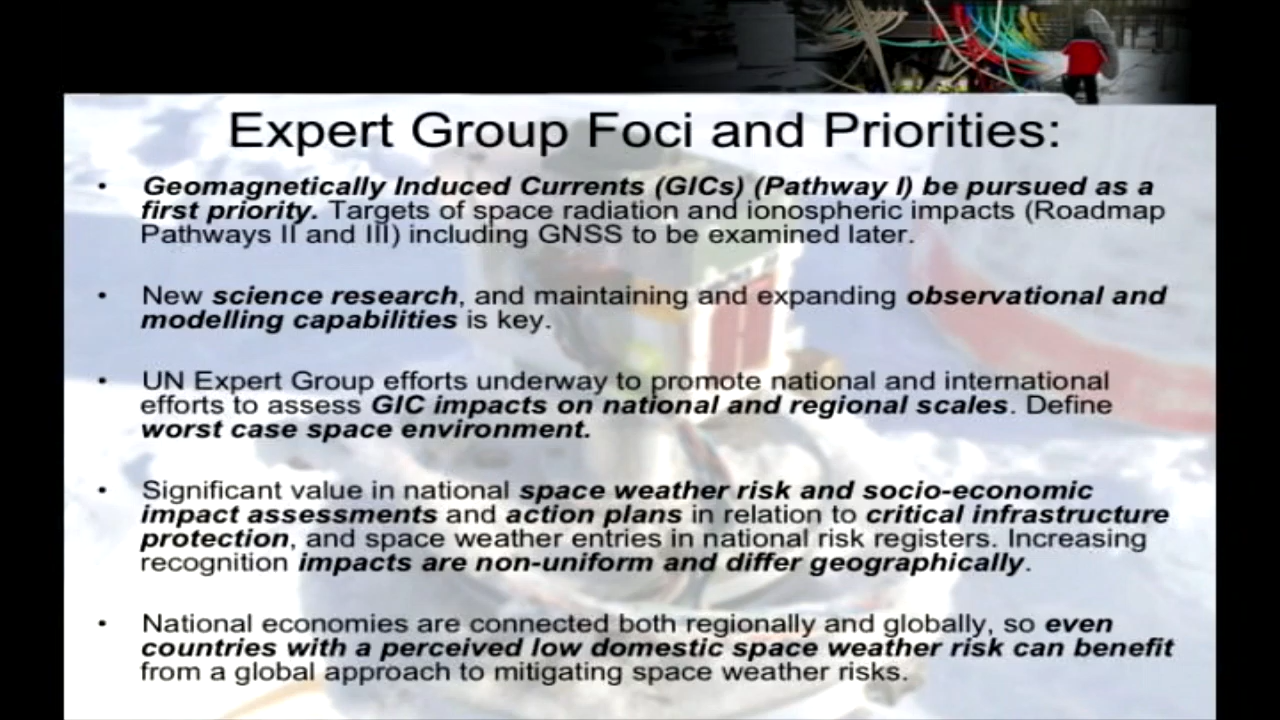 Expert Group Foci and Priorities:
• Geomagnetically Induced Currents (GICs) (Pathway I) be pursued as a
first priority. Targets of space radiation and ionospheric impacts (Roadmap
Pathways II and III) including GNSS to be examined later.
• New science research, and maintaining and expanding observational and
modelling capabilities is key.
• UN Expert Group efforts underway to promote national and international
efforts to assess GIC impacts on national and regional scales. Define
worst case space environment.
• Significant value in national space weather risk and socio-economic
impact assessments and action plans in relation to critical infrastructure
protection, and space weather entries in national risk registers. Increasing
recognition impacts are non-uniform and differ geographically.
• National economies are connected both regionally and globally, so even
countries with a perceived low domestic space weather risk can benefit
from a global approach to mitigating space weather risks.